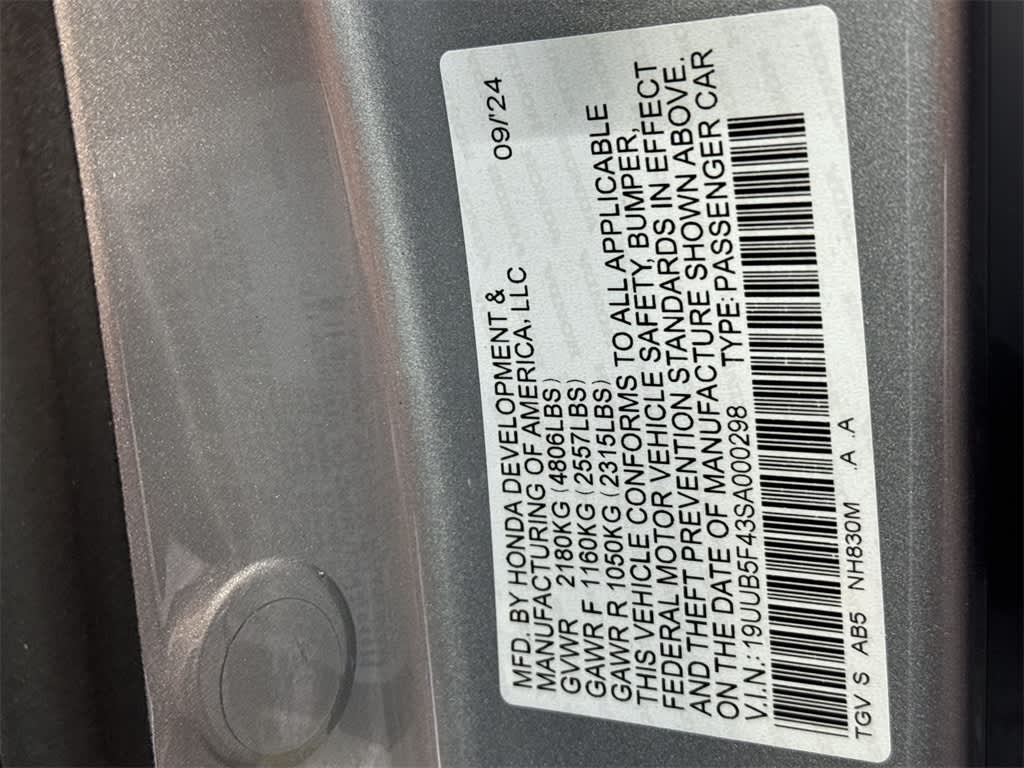 MFD. BY HONDA DEVELOPMENT &
MANUFACTURING OF AMERICA, LLC 09/'24
GVWR 2180KG (4806LBS)
GAWR F 1160KG (2557LBS)
GAWR R 1050KG (2315LBS)
THIS VEHICLE CONFORMS TO ALL APPLICABLE
FEDERAL MOTOR VEHICLE SAFETY, BUMPER,
AND THEFT PREVENTION STANDARDS IN EFFECT
ON THE DATE OF MANUFACTURE SHOWN ABOVE.
V.I.N.: 19UUB5F43SA000298 TYPE: PASSENGER CAR
TGV S AB5 NH830M .A .A